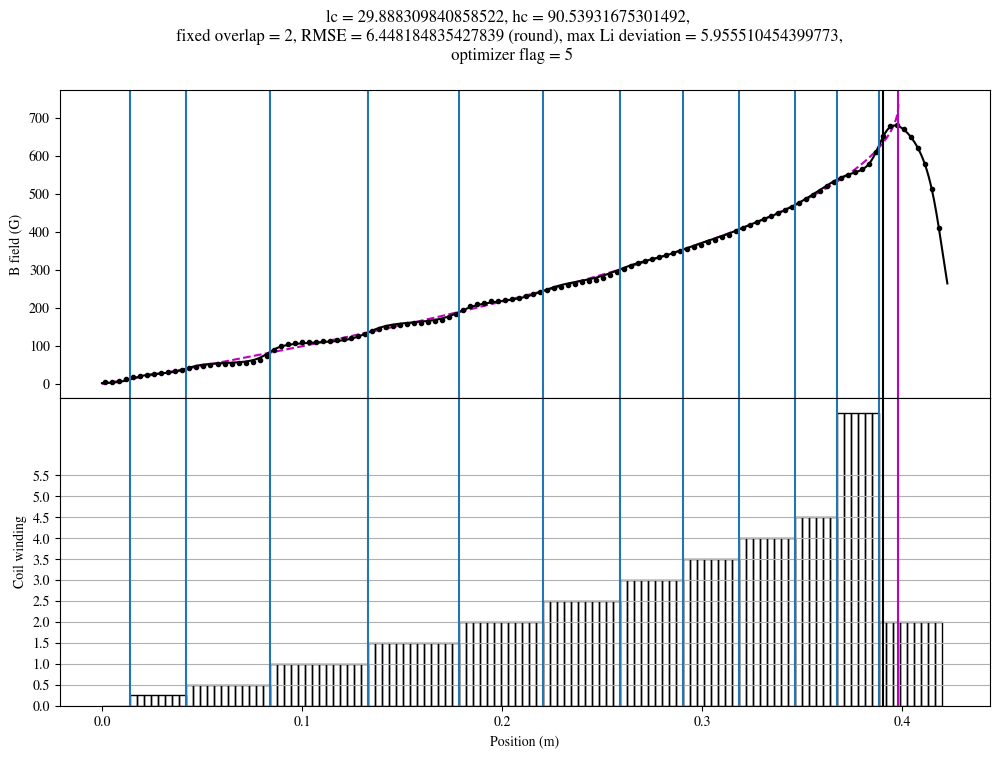 lc = 29.888309840858522, hc = 90.53931675301492,
fixed overlap = 2, RMSE = 6.448184835427839 (round), max Li deviation = 5.955510454399773,
optimizer flag = 5
700
600
500
400
300
200
100
0
B field (G)
5.5
5.0
4.5
4.0
3.5
3.0
2.5
2.0
1.5
1.0
0.5
0.0
Coil winding
0.0 0.1 0.2 0.3 0.4
Position (m)